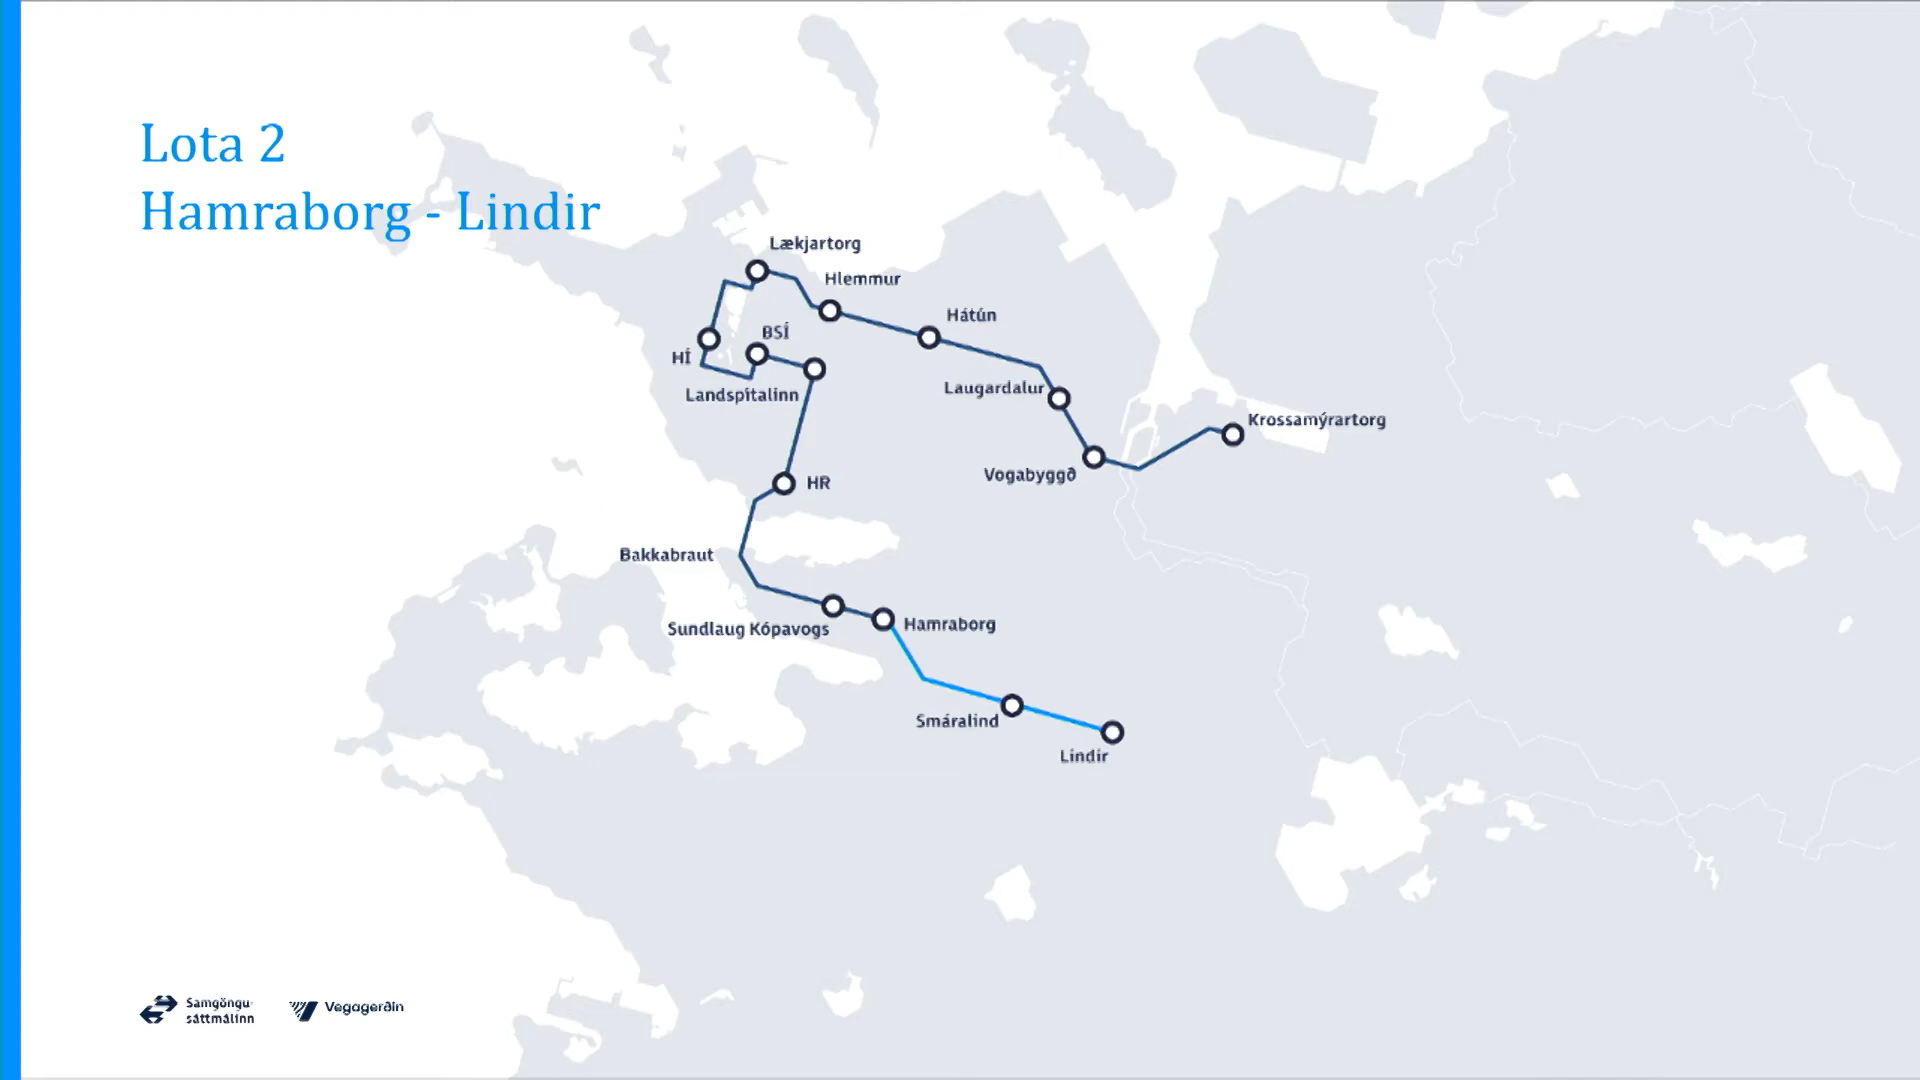 Lota 2
Hamraborg - Lindir
Lækjartorg
Hlemmur
Hátún
BSÍ
HÍ
Landspítalinn
Laugardalur
Krossamýrartorg
Vogabyggð
HR
Bakkabraut
Sundlaug Kópavogs
Hamraborg
Smáralind
Lindir
Samgöngu-
sáttmálinn
Vegagerðin